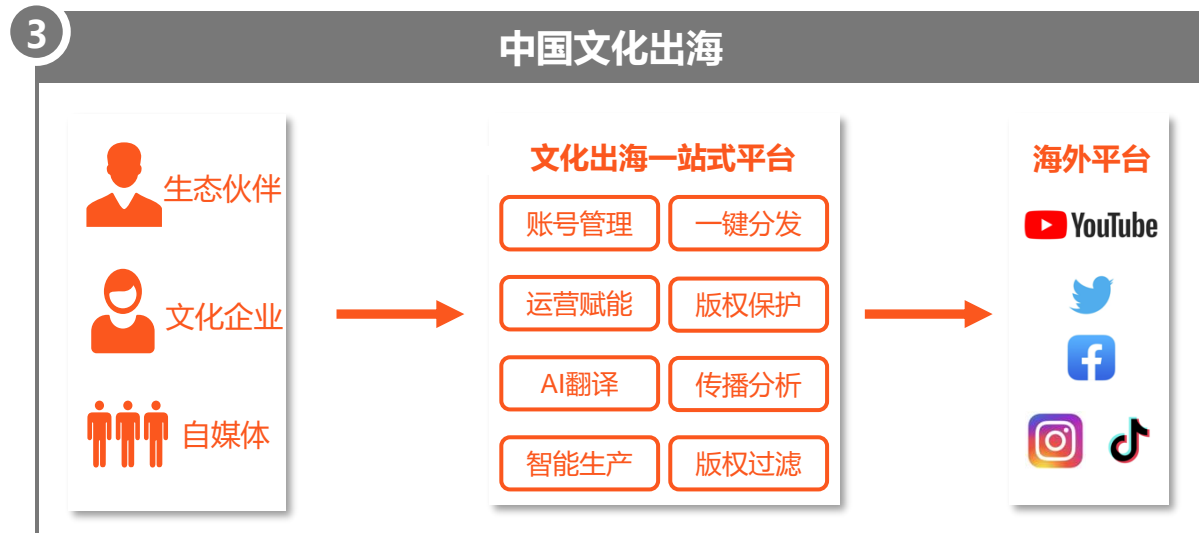 3
中国文化出海
生态伙伴
文化企业
自媒体
文化出海一站式平台
账号管理
一键分发
运营赋能
版权保护
AI翻译
传播分析
智能生产
版权过滤
海外平台
YouTube